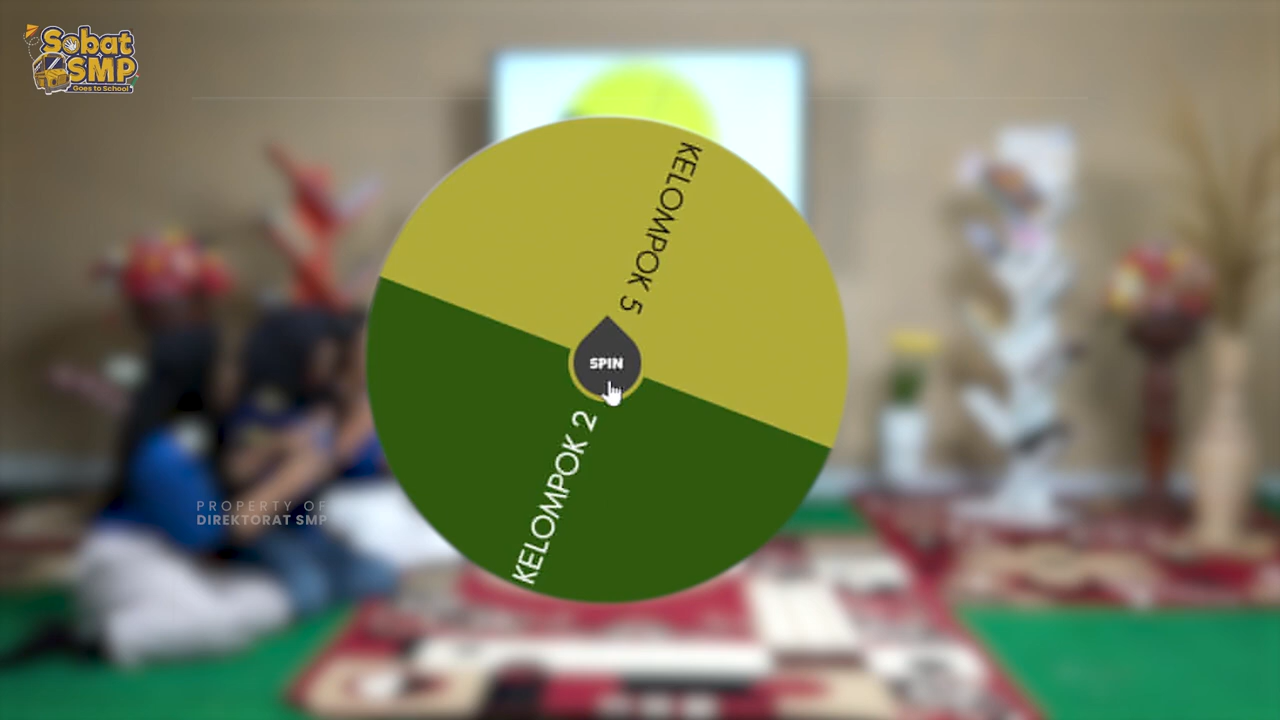 Sobat
SMP
Goes to School
KELOMPOK 5
SPIN
KELOMPOK 2
PROPERTY OF
DIREKTORAT SMP